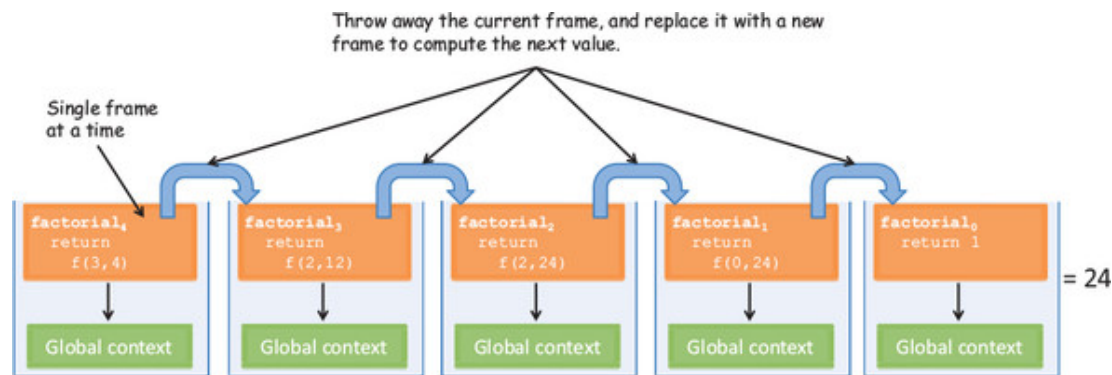 Throw away the current frame, and replace it with a new
frame to compute the next value.
Single frame
at a time
factorial₄
return
f(3,4)
factorial₃
return
f(2,12)
factorial₂
return
f(2,24)
factorial₁
return
f(0,24)
factorial₀
return 1
= 24
Global context
Global context
Global context
Global context
Global context